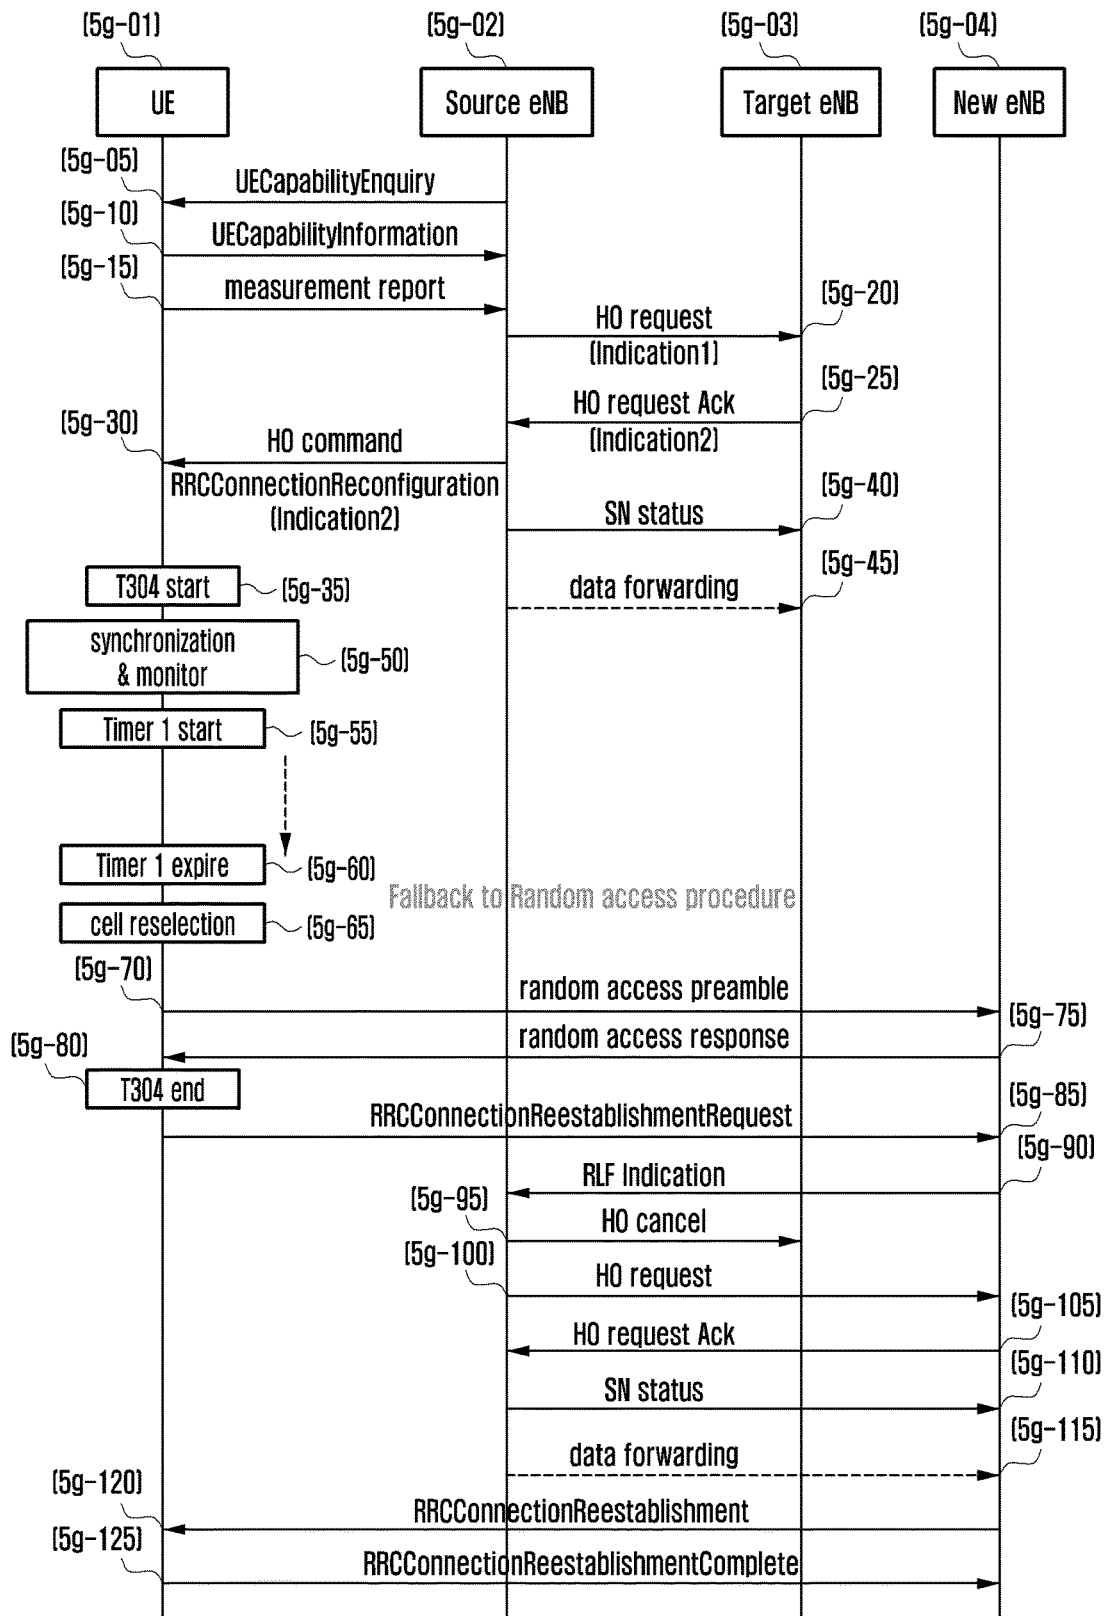 (5g-01) (5g-02) (5g-03) (5g-04)
UE Source eNB Target eNB New eNB
(5g-05)
UECapabilityEnquiry
(5g-10)
UECapabilityInformation
(5g-15)
measurement report
(5g-20)
HO request
(Indication1)
(5g-25)
HO request Ack
(Indication2)
(5g-30)
HO command
RRCConnectionReconfiguration
(Indication2)
(5g-40)
SN status
(5g-45)
data forwarding
T304 start (5g-35)
synchronization
& monitor
(5g-50)
Timer 1 start (5g-55)
Timer 1 expire (5g-60)
Fallback to Random access procedure
cell reselection (5g-65)
(5g-70)
random access preamble
(5g-75)
random access response
(5g-80)
T304 end
(5g-85)
RRCConnectionReestablishmentRequest
(5g-90)
RLF Indication
(5g-95)
HO cancel
(5g-100)
HO request
(5g-105)
HO request Ack
(5g-110)
SN status
(5g-115)
data forwarding
(5g-120)
RRCConnectionReestablishment
(5g-125)
RRCConnectionReestablishmentComplete